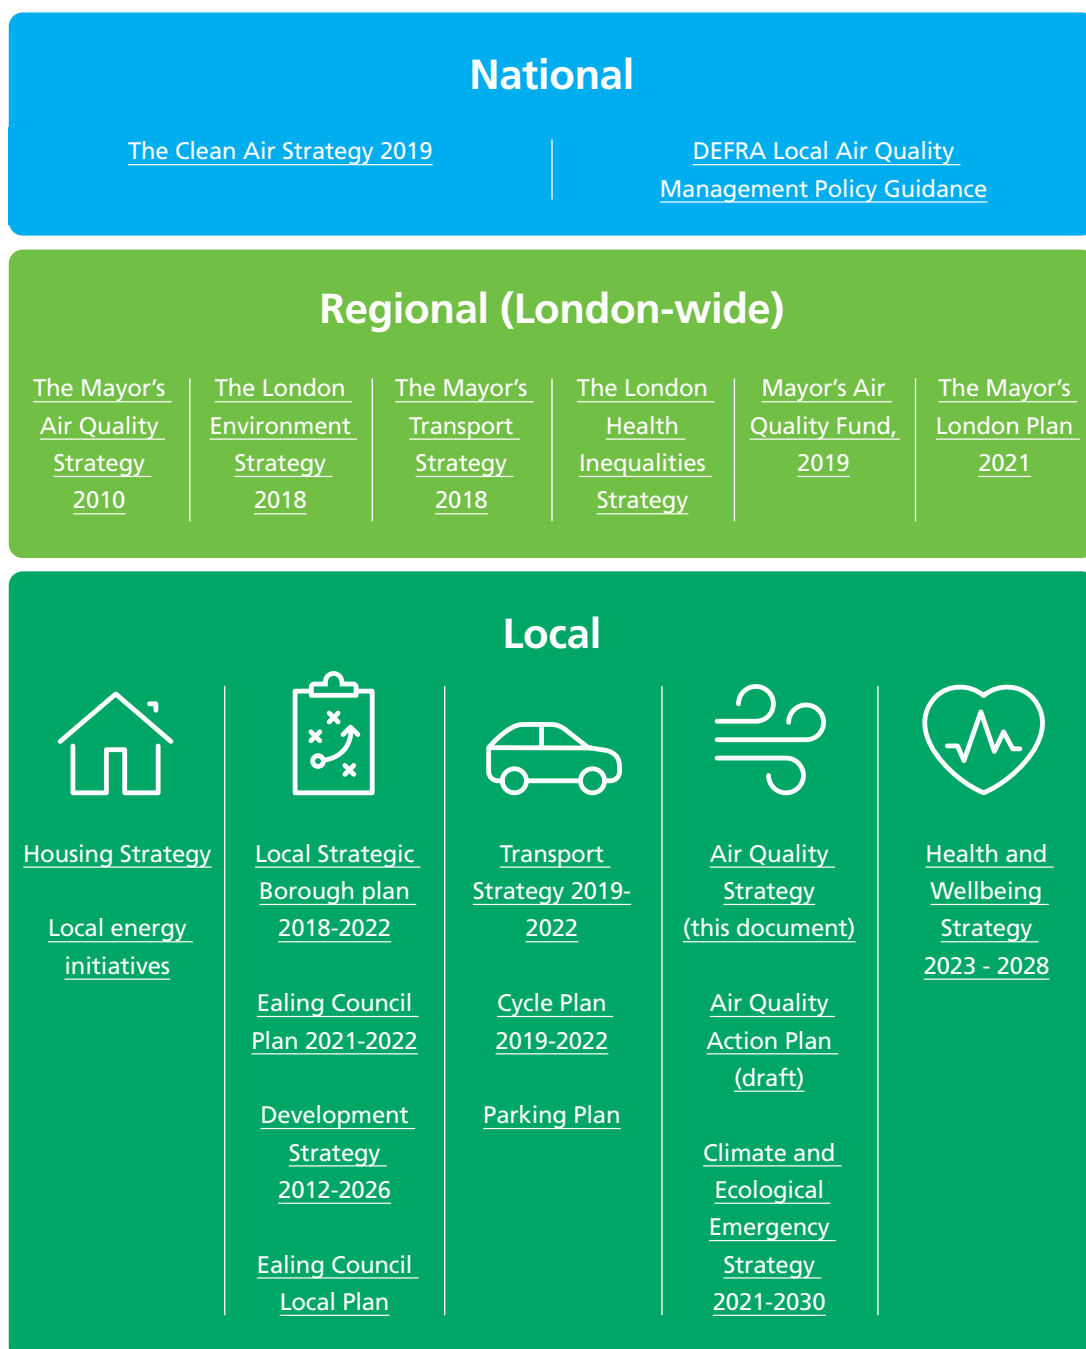 National
The Clean Air Strategy 2019
DEFRA Local Air Quality
Management Policy Guidance
Regional (London-wide)
The Mayor's
Air Quality
Strategy
2010
The London
Environment
Strategy
2018
The Mayor's
Transport
Strategy
2018
The London
Health
Inequalities
Strategy
Mayor's Air
Quality Fund,
2019
The Mayor's
London Plan
2021
Local
Housing Strategy
Local energy
initiatives
Local Strategic
Borough plan
2018-2022
Ealing Council
Plan 2021-2022
Development
Strategy
2012-2026
Ealing Council
Local Plan
Transport
Strategy 2019-
2022
Cycle Plan
2019-2022
Parking Plan
Air Quality
Strategy
(this document)
Air Quality
Action Plan
(draft)
Climate and
Ecological
Emergency
Strategy
2021-2030
Health and
Wellbeing
Strategy
2023 - 2028